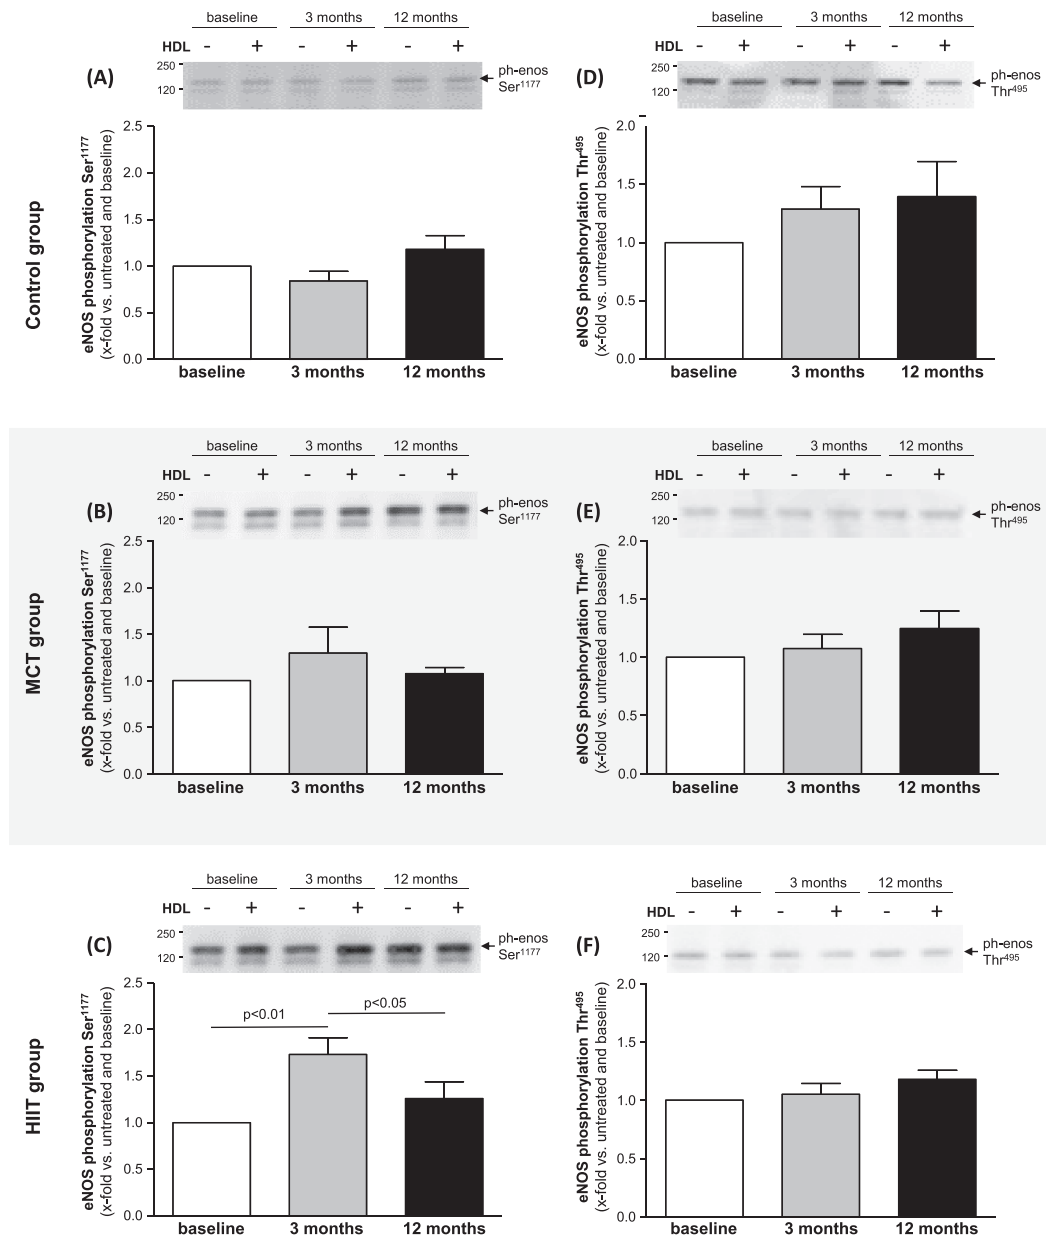 Control group
baseline 3 months 12 months
HDL - + - + - +
(A)
250
120
ph-enos
Ser1177
eNOS phosphorylation Ser1177
(x-fold vs. untreated and baseline)
2.5
2.0
1.5
1.0
0.5
0.0
baseline 3 months 12 months
baseline 3 months 12 months
HDL - + - + - +
(D)
250
120
ph-enos
Thr495
eNOS phosphorylation Thr495
(x-fold vs. untreated and baseline)
2.0
1.5
1.0
0.5
0.0
baseline 3 months 12 months
MCT group
baseline 3 months 12 months
HDL - + - + - +
(B)
250
120
ph-enos
Ser1177
eNOS phosphorylation Ser1177
(x-fold vs. untreated and baseline)
2.5
2.0
1.5
1.0
0.5
0.0
baseline 3 months 12 months
baseline 3 months 12 months
HDL - + - + - +
(E)
250
120
ph-enos
Thr495
eNOS phosphorylation Thr495
(x-fold vs. untreated and baseline)
2.0
1.5
1.0
0.5
0.0
baseline 3 months 12 months
HIIT group
baseline 3 months 12 months
HDL - + - + - +
(C)
250
120
ph-enos
Ser1177
eNOS phosphorylation Ser1177
(x-fold vs. untreated and baseline)
2.5
2.0
1.5
1.0
0.5
0.0
p<0.01
p<0.05
baseline 3 months 12 months
baseline 3 months 12 months
HDL - + - + - +
(F)
250
120
ph-enos
Thr495
eNOS phosphorylation Thr495
(x-fold vs. untreated and baseline)
2.0
1.5
1.0
0.5
0.0
baseline 3 months 12 months